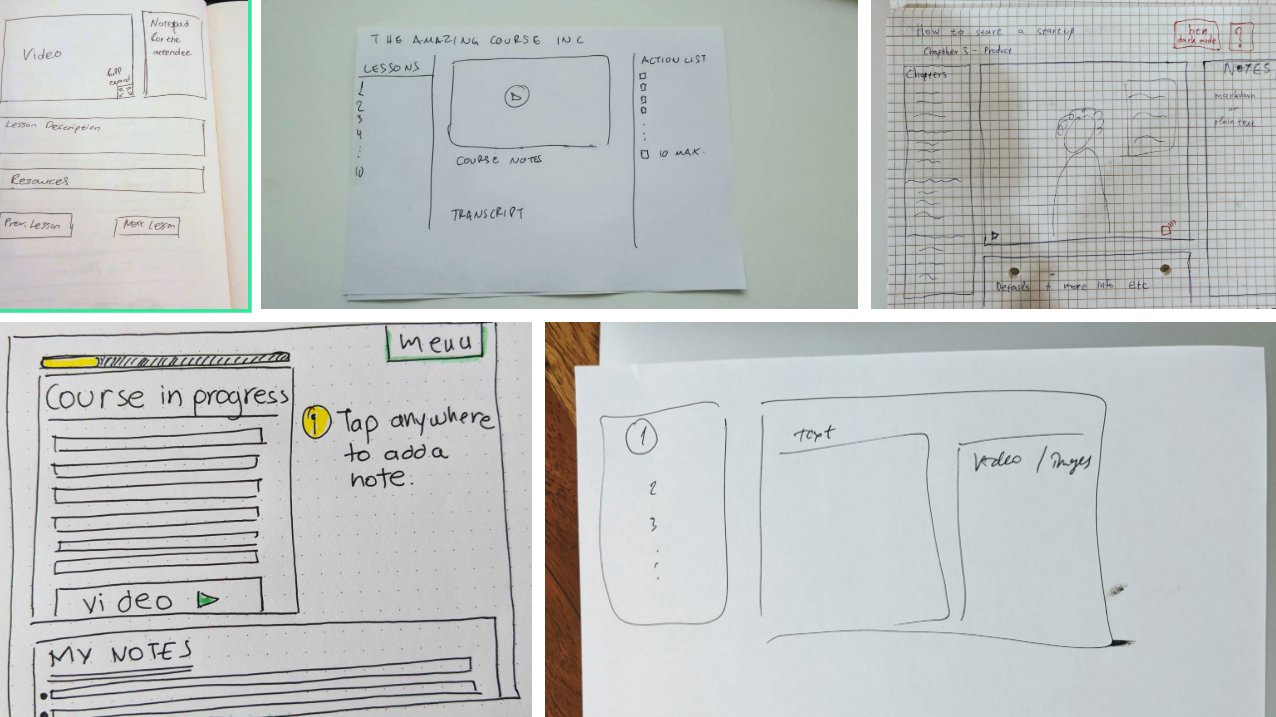 Video
full
expand
Notepad
for the
attendee
Lesson Description
Resources
Prev. Lesson
Next Lesson
THE AMAZING COURSE INC
LESSONS
1
2
3
4
10
COURSE NOTES
TRANSCRIPT
ACTION LIST
10 MAX.
How to start a startup
Chapther 3 - Product
btn
dark mode
?
Chapters
NOTES
markdown
or
plain text
Details + more info etc
Menu
Course in progress
Tap anywhere
to add a
note.
video
MY NOTES
1
2
3
text
Video / Images